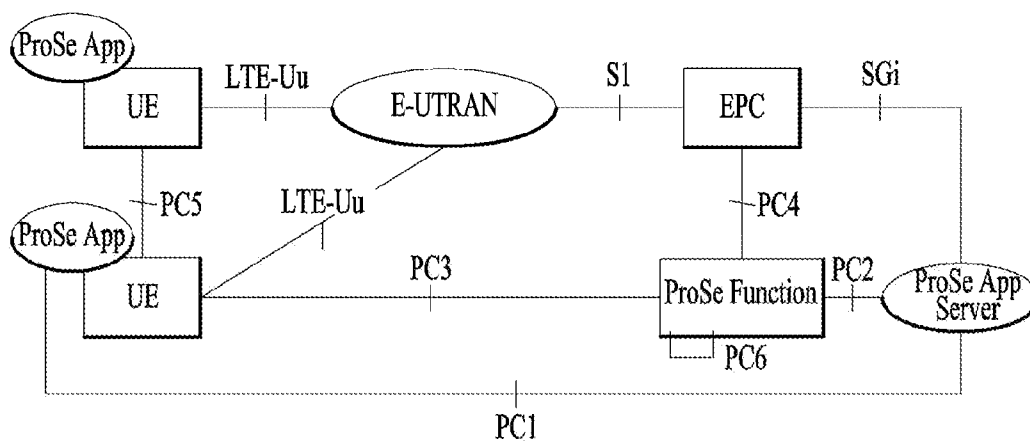 ProSe App
UE
LTE-Uu
E-UTRAN
S1
EPC
SGi
PC5
LTE-Uu
PC4
ProSe App
UE
PC3
ProSe Function
PC2
ProSe App
Server
PC6
PC1